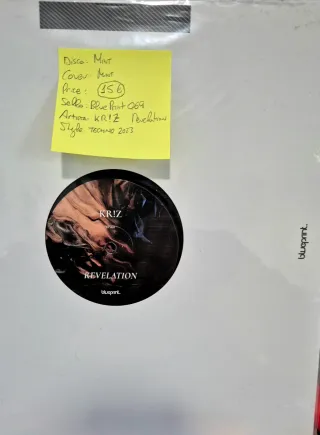 Disco: Mint
Cover: Mint
Price: 15€
Sello: BluePrint 069
Artista: KR!Z Revelation
Style: TECHNO 2023
KR!Z
REVELATION
blueprint.
blueprint.